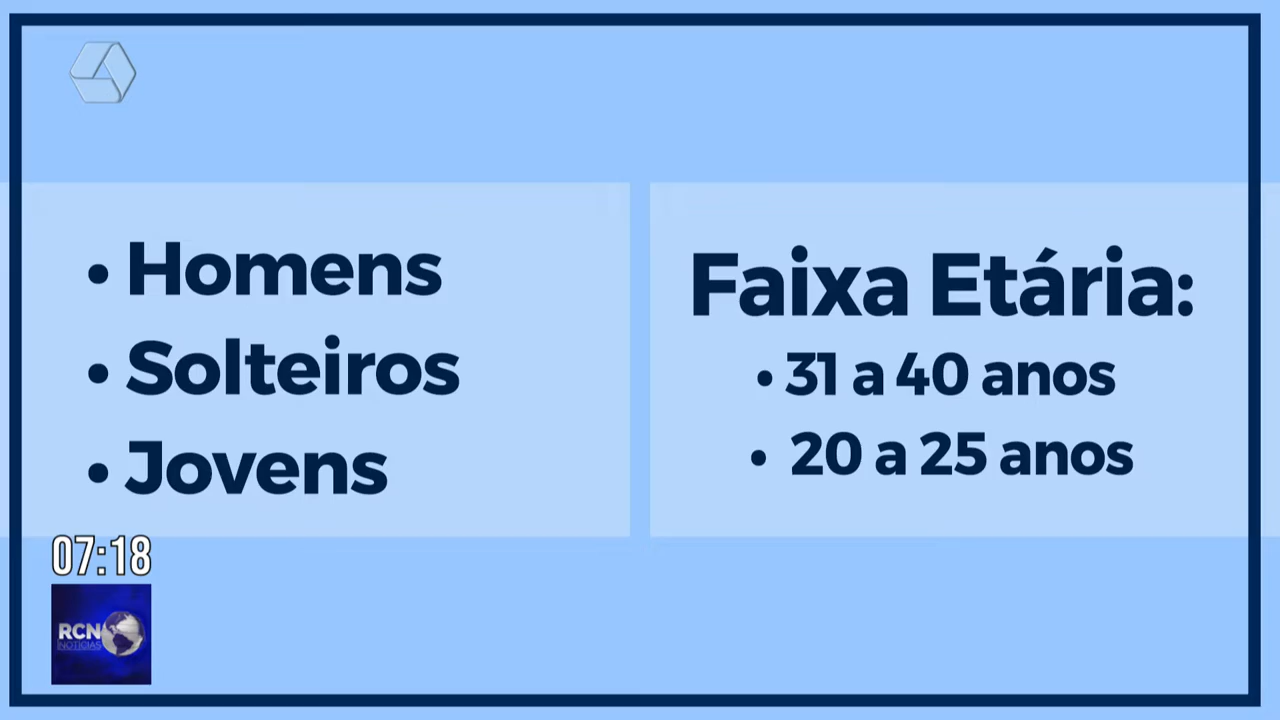 • Homens
• Solteiros
• Jovens
Faixa Etária:
• 31 a 40 anos
• 20 a 25 anos
07:18
RCN
NOTÍCIAS